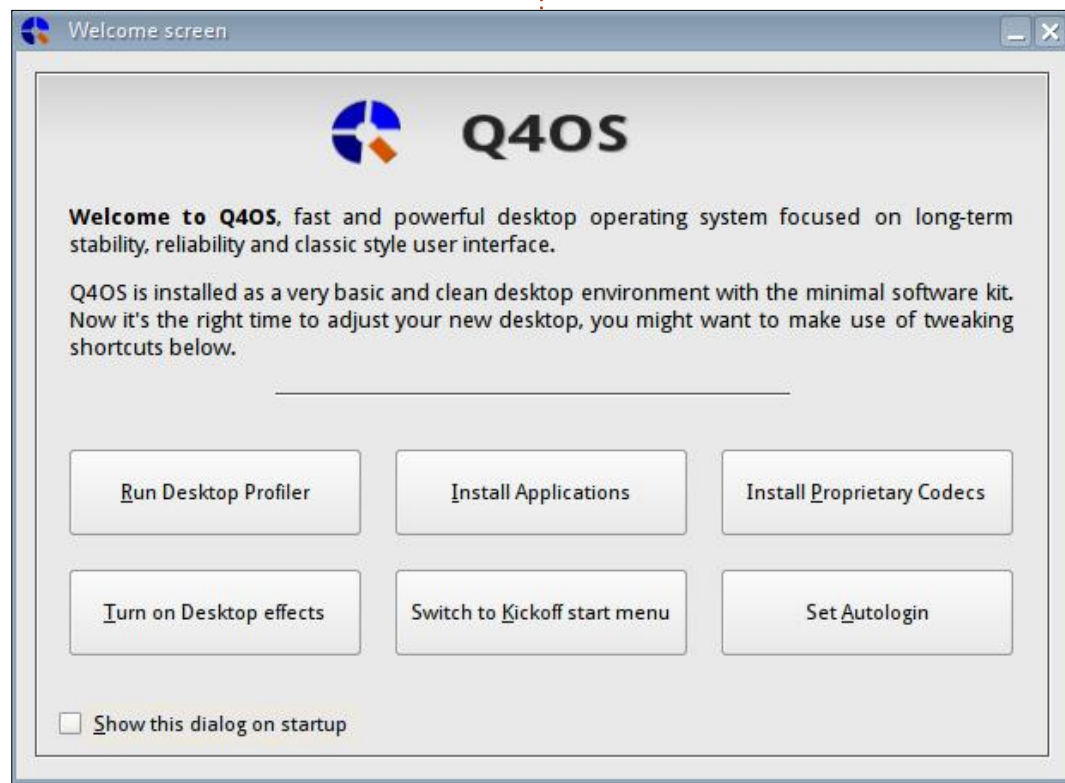 Welcome screen
Q4OS
Welcome to Q4OS, fast and powerful desktop operating system focused on long-term
stability, reliability and classic style user interface.
Q4OS is installed as a very basic and clean desktop environment with the minimal software kit.
Now it's the right time to adjust your new desktop, you might want to make use of tweaking
shortcuts below.
Run Desktop Profiler
Install Applications
Install Proprietary Codecs
Turn on Desktop effects
Switch to Kickoff start menu
Set Autologin
Show this dialog on startup